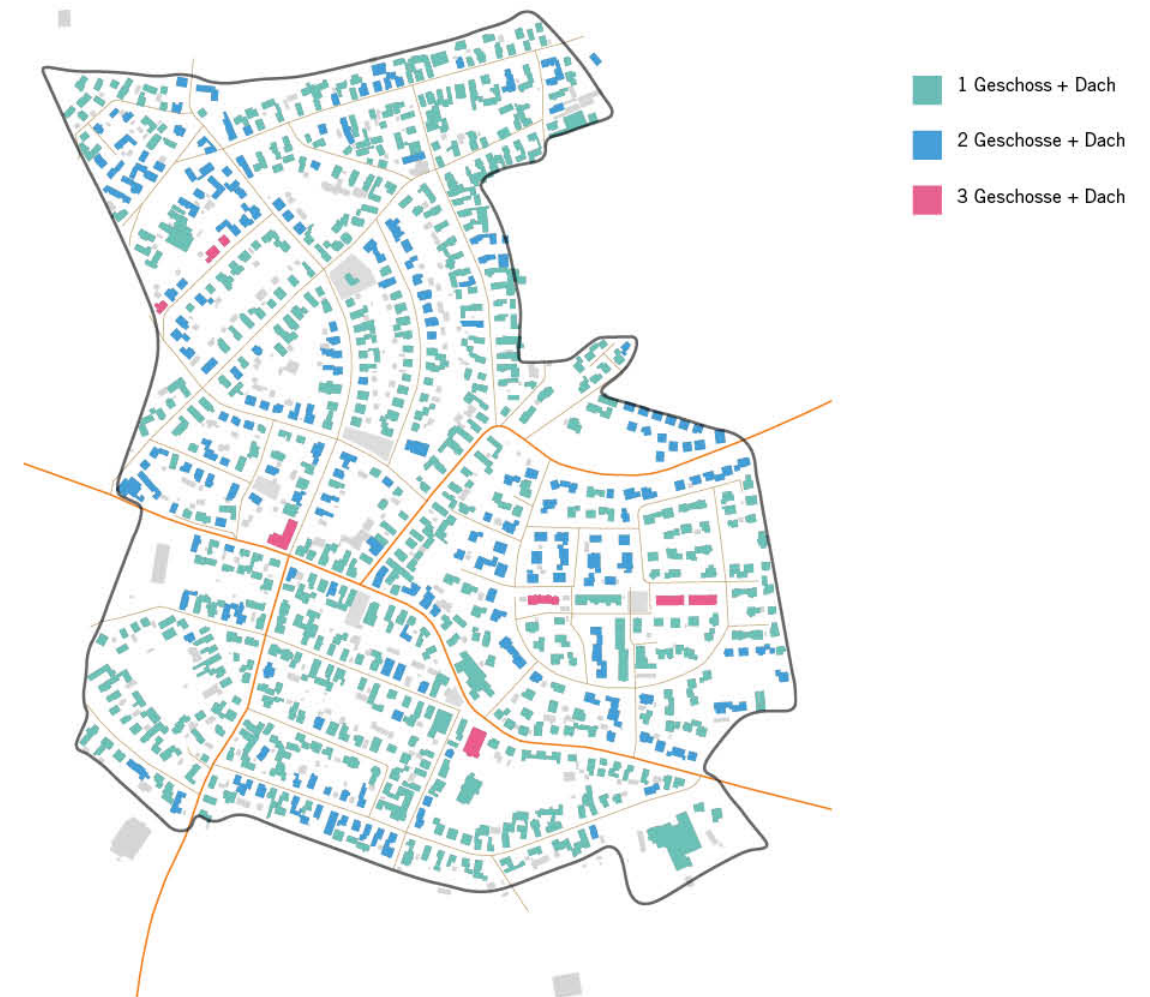 1 Geschoss + Dach
2 Geschosse + Dach
3 Geschosse + Dach